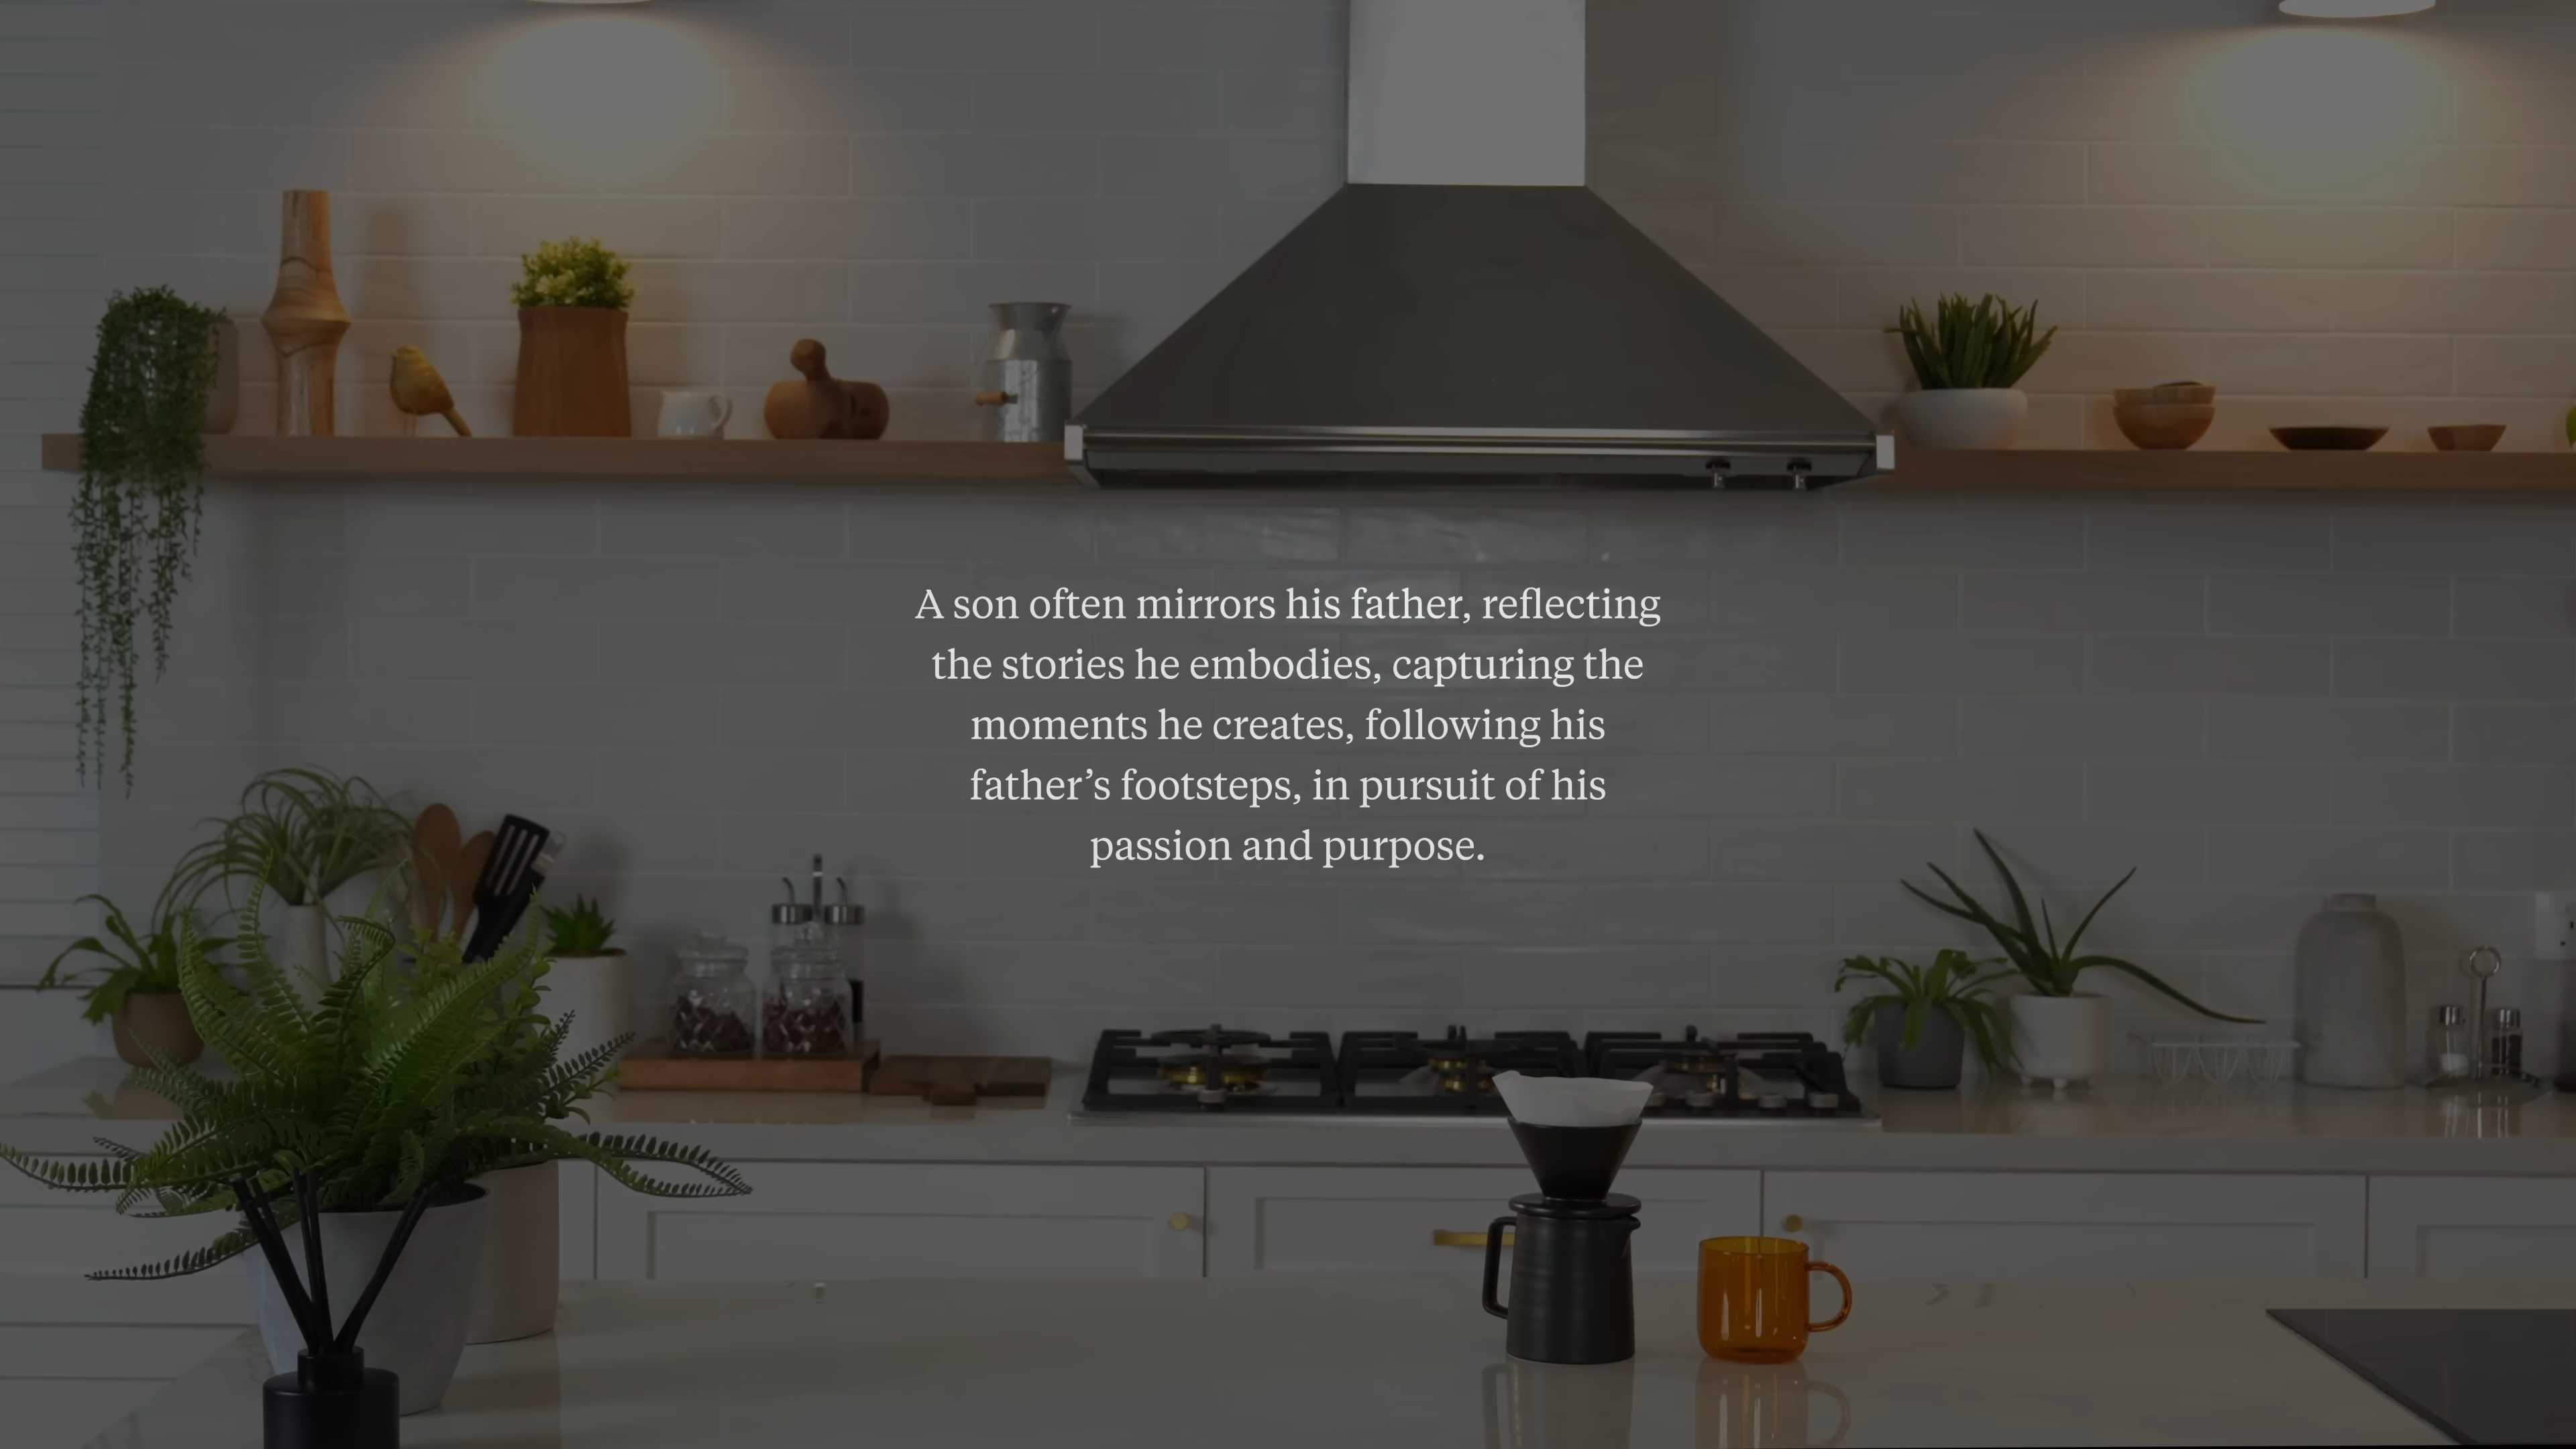 A son often mirrors his father, reflecting
the stories he embodies, capturing the
moments he creates, following his
father’s footsteps, in pursuit of his
passion and purpose.